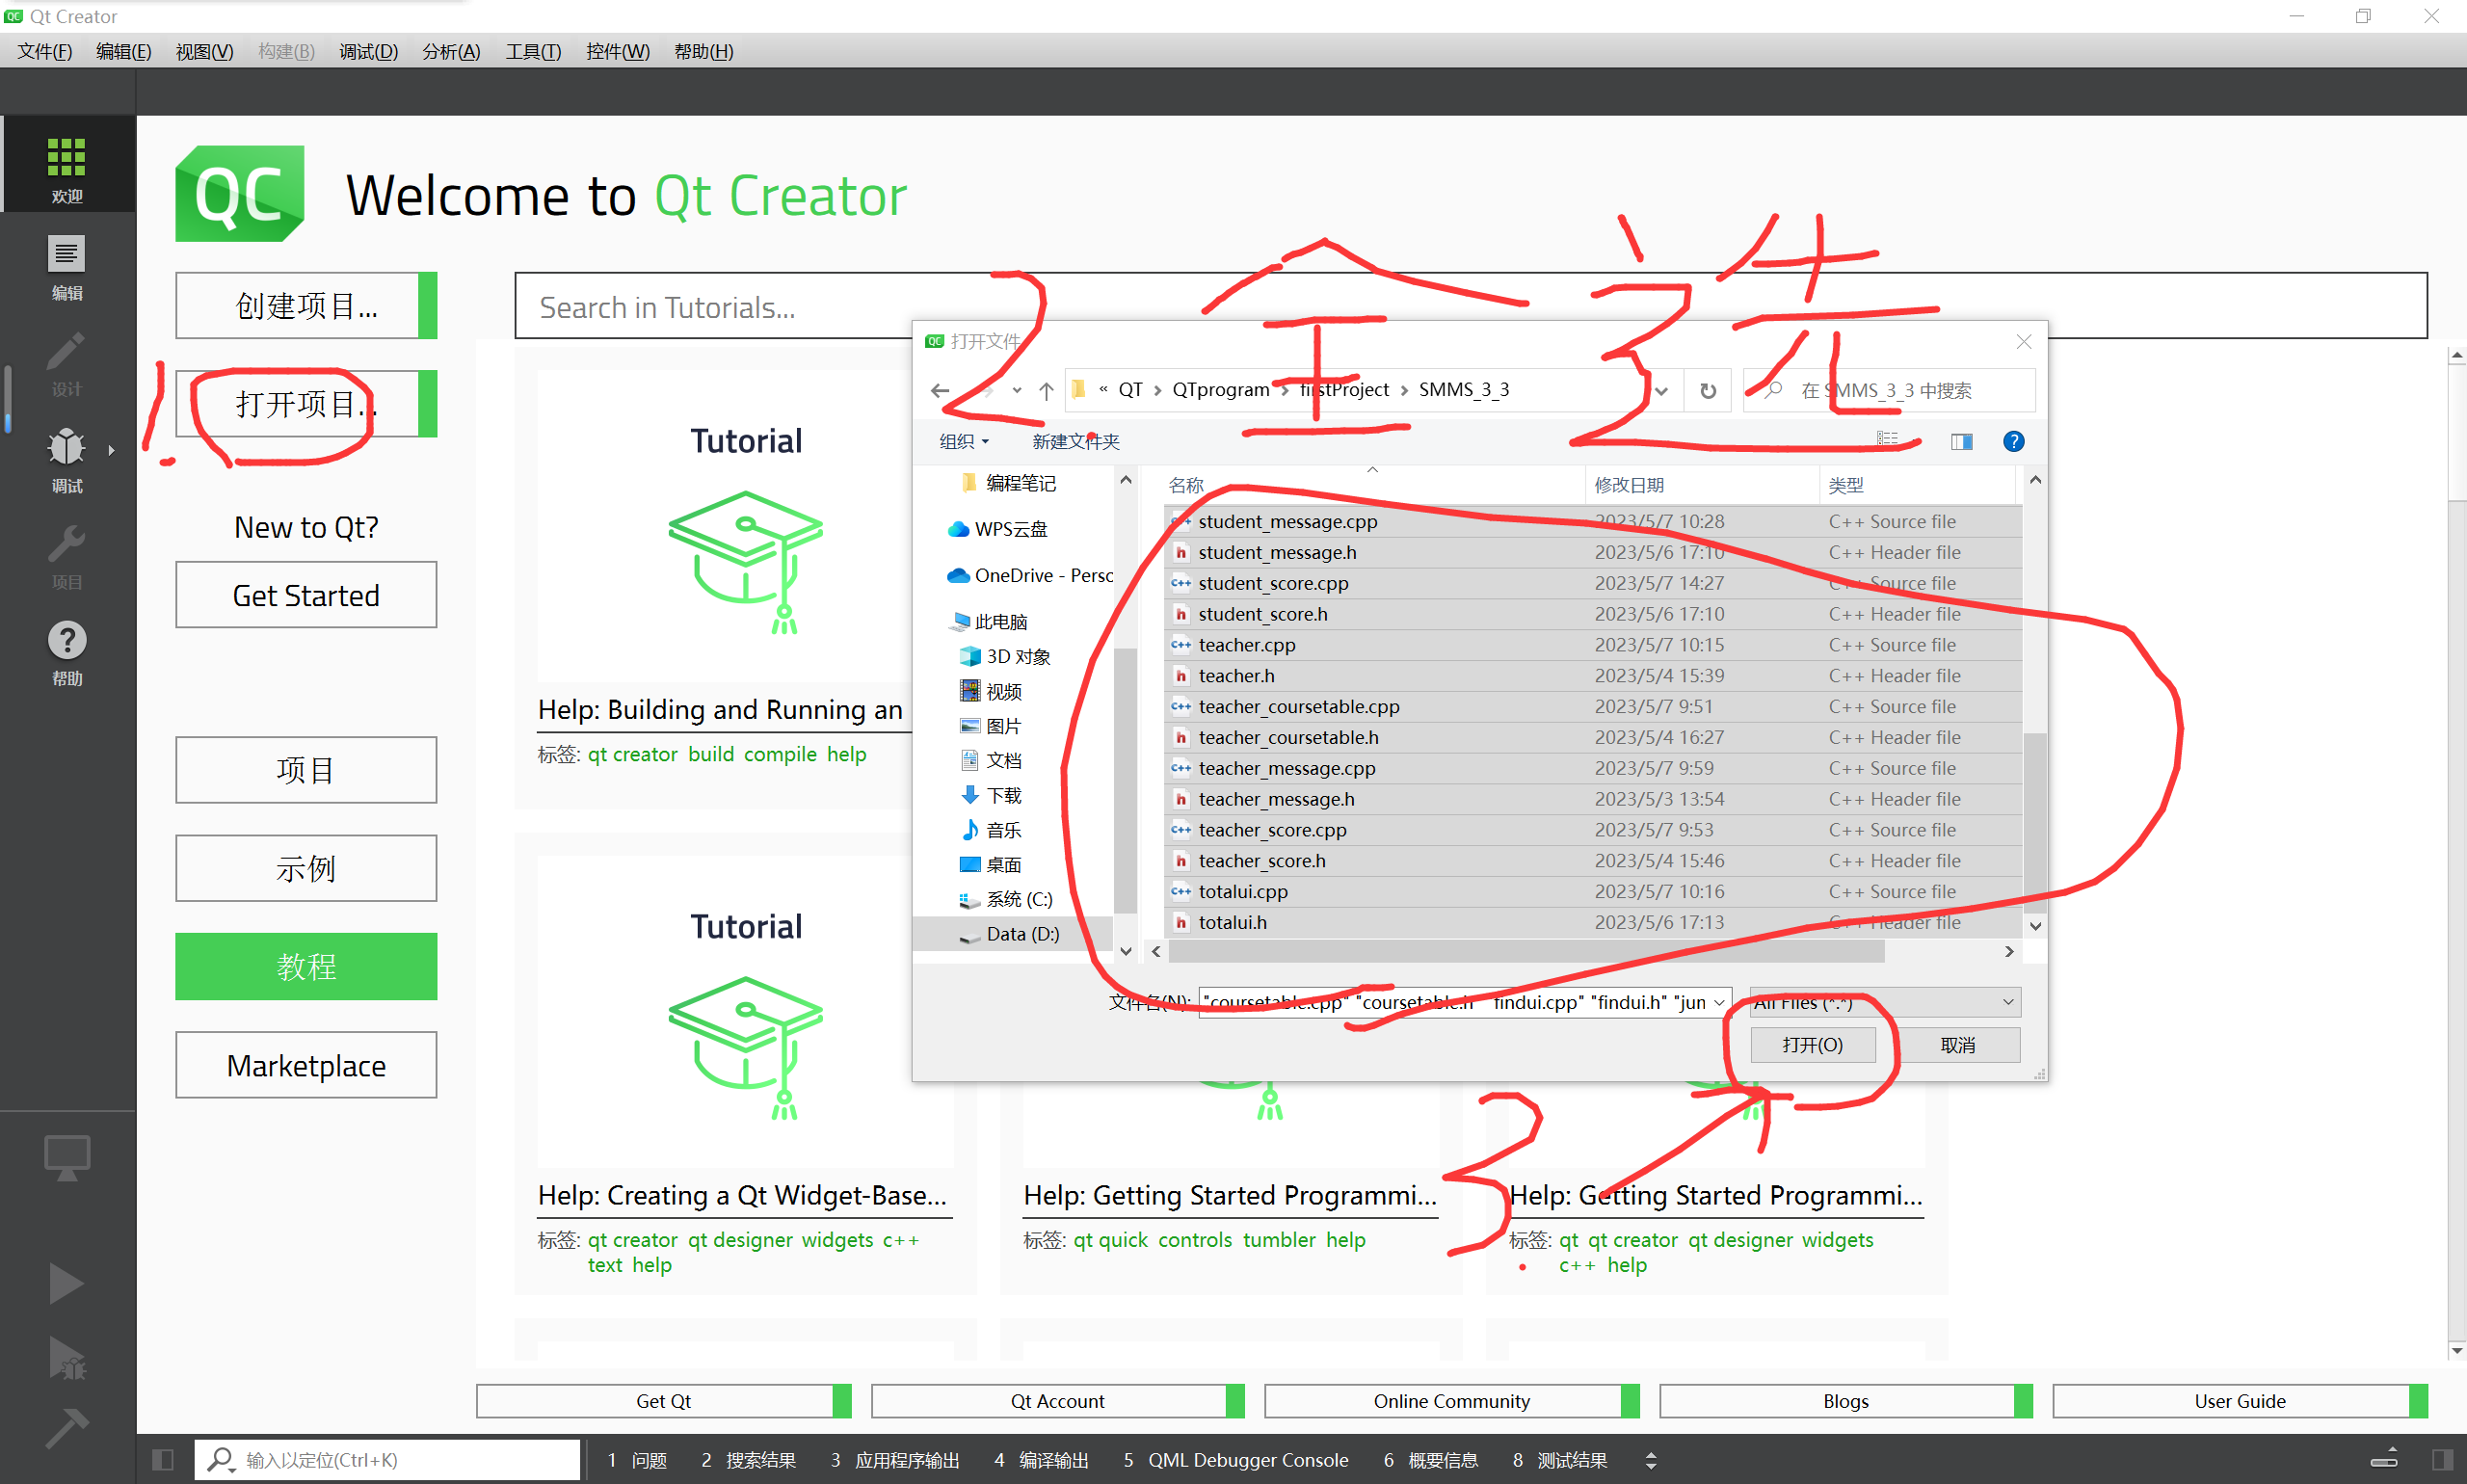 Qt Creator
文件(F) 编辑(E) 视图(V) 构建(B) 调试(D) 分析(A) 工具(T) 控件(W) 帮助(H)
欢迎
编辑
设计
调试
项目
帮助
QC
Welcome to Qt Creator
创建项目...
打开项目...
1.
New to Qt?
Get Started
项目
示例
教程
Marketplace
Search in Tutorials...
2. 全选
Tutorial
Help: Building and Running an
标签: qt creator build compile help
Tutorial
Help: Creating a Qt Widget-Base...
标签: qt creator qt designer widgets c++
text help
Help: Getting Started Programmi...
标签: qt quick controls tumbler help
Help: Getting Started Programmi...
标签: qt qt creator qt designer widgets
c++ help
打开文件
« QT › QTprogram › firstProject › SMMS_3_3
在 SMMS_3_3 中搜索
组织 新建文件夹
编程笔记
WPS云盘
OneDrive - Perso
此电脑
3D 对象
视频
图片
文档
下载
音乐
桌面
系统 (C:)
Data (D:)
名称 修改日期 类型
student_message.cpp 2023/5/7 10:28 C++ Source file
student_message.h 2023/5/6 17:10 C++ Header file
student_score.cpp 2023/5/7 14:27 C++ Source file
student_score.h 2023/5/6 17:10 C++ Header file
teacher.cpp 2023/5/7 10:15 C++ Source file
teacher.h 2023/5/4 15:39 C++ Header file
teacher_coursetable.cpp 2023/5/7 9:51 C++ Source file
teacher_coursetable.h 2023/5/4 16:27 C++ Header file
teacher_message.cpp 2023/5/7 9:59 C++ Source file
teacher_message.h 2023/5/3 13:54 C++ Header file
teacher_score.cpp 2023/5/7 9:53 C++ Source file
teacher_score.h 2023/5/4 15:46 C++ Header file
totalui.cpp 2023/5/7 10:16 C++ Source file
totalui.h 2023/5/6 17:13 C++ Header file
文件名(N): "coursetable.cpp" "coursetable.h" "findui.cpp" "findui.h" "jun
All Files (*.*)
打开(O) 取消
3.
Get Qt
Qt Account
Online Community
Blogs
User Guide
输入以定位(Ctrl+K)
1 问题 2 搜索结果 3 应用程序输出 4 编译输出 5 QML Debugger Console 6 概要信息 8 测试结果